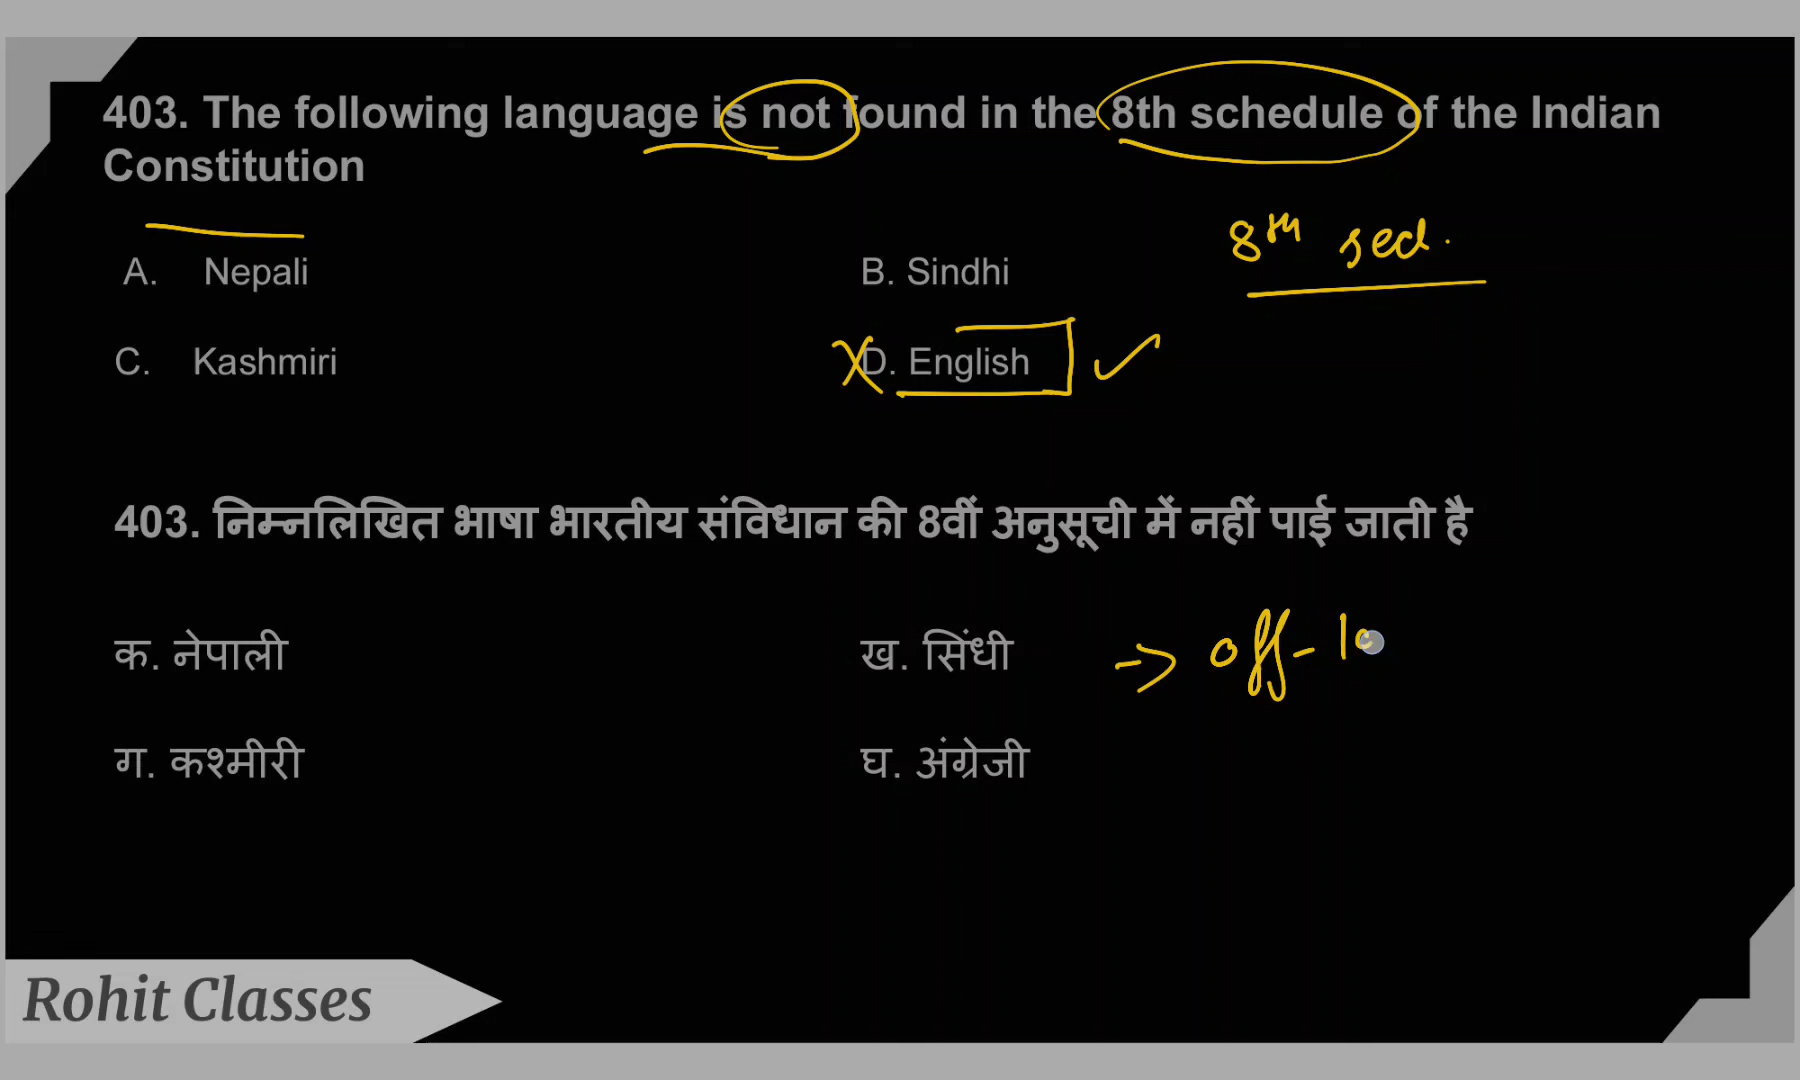 403. The following language is not found in the 8th schedule of the Indian
Constitution
8th sed.
A. Nepali
B. Sindhi
C. Kashmiri
D. English
403. निम्नलिखित भाषा भारतीय संविधान की 8वीं अनुसूची में नहीं पाई जाती है
क. नेपाली
ख. सिंधी
→ off-
ग. कश्मीरी
घ. अंग्रेजी
Rohit Classes